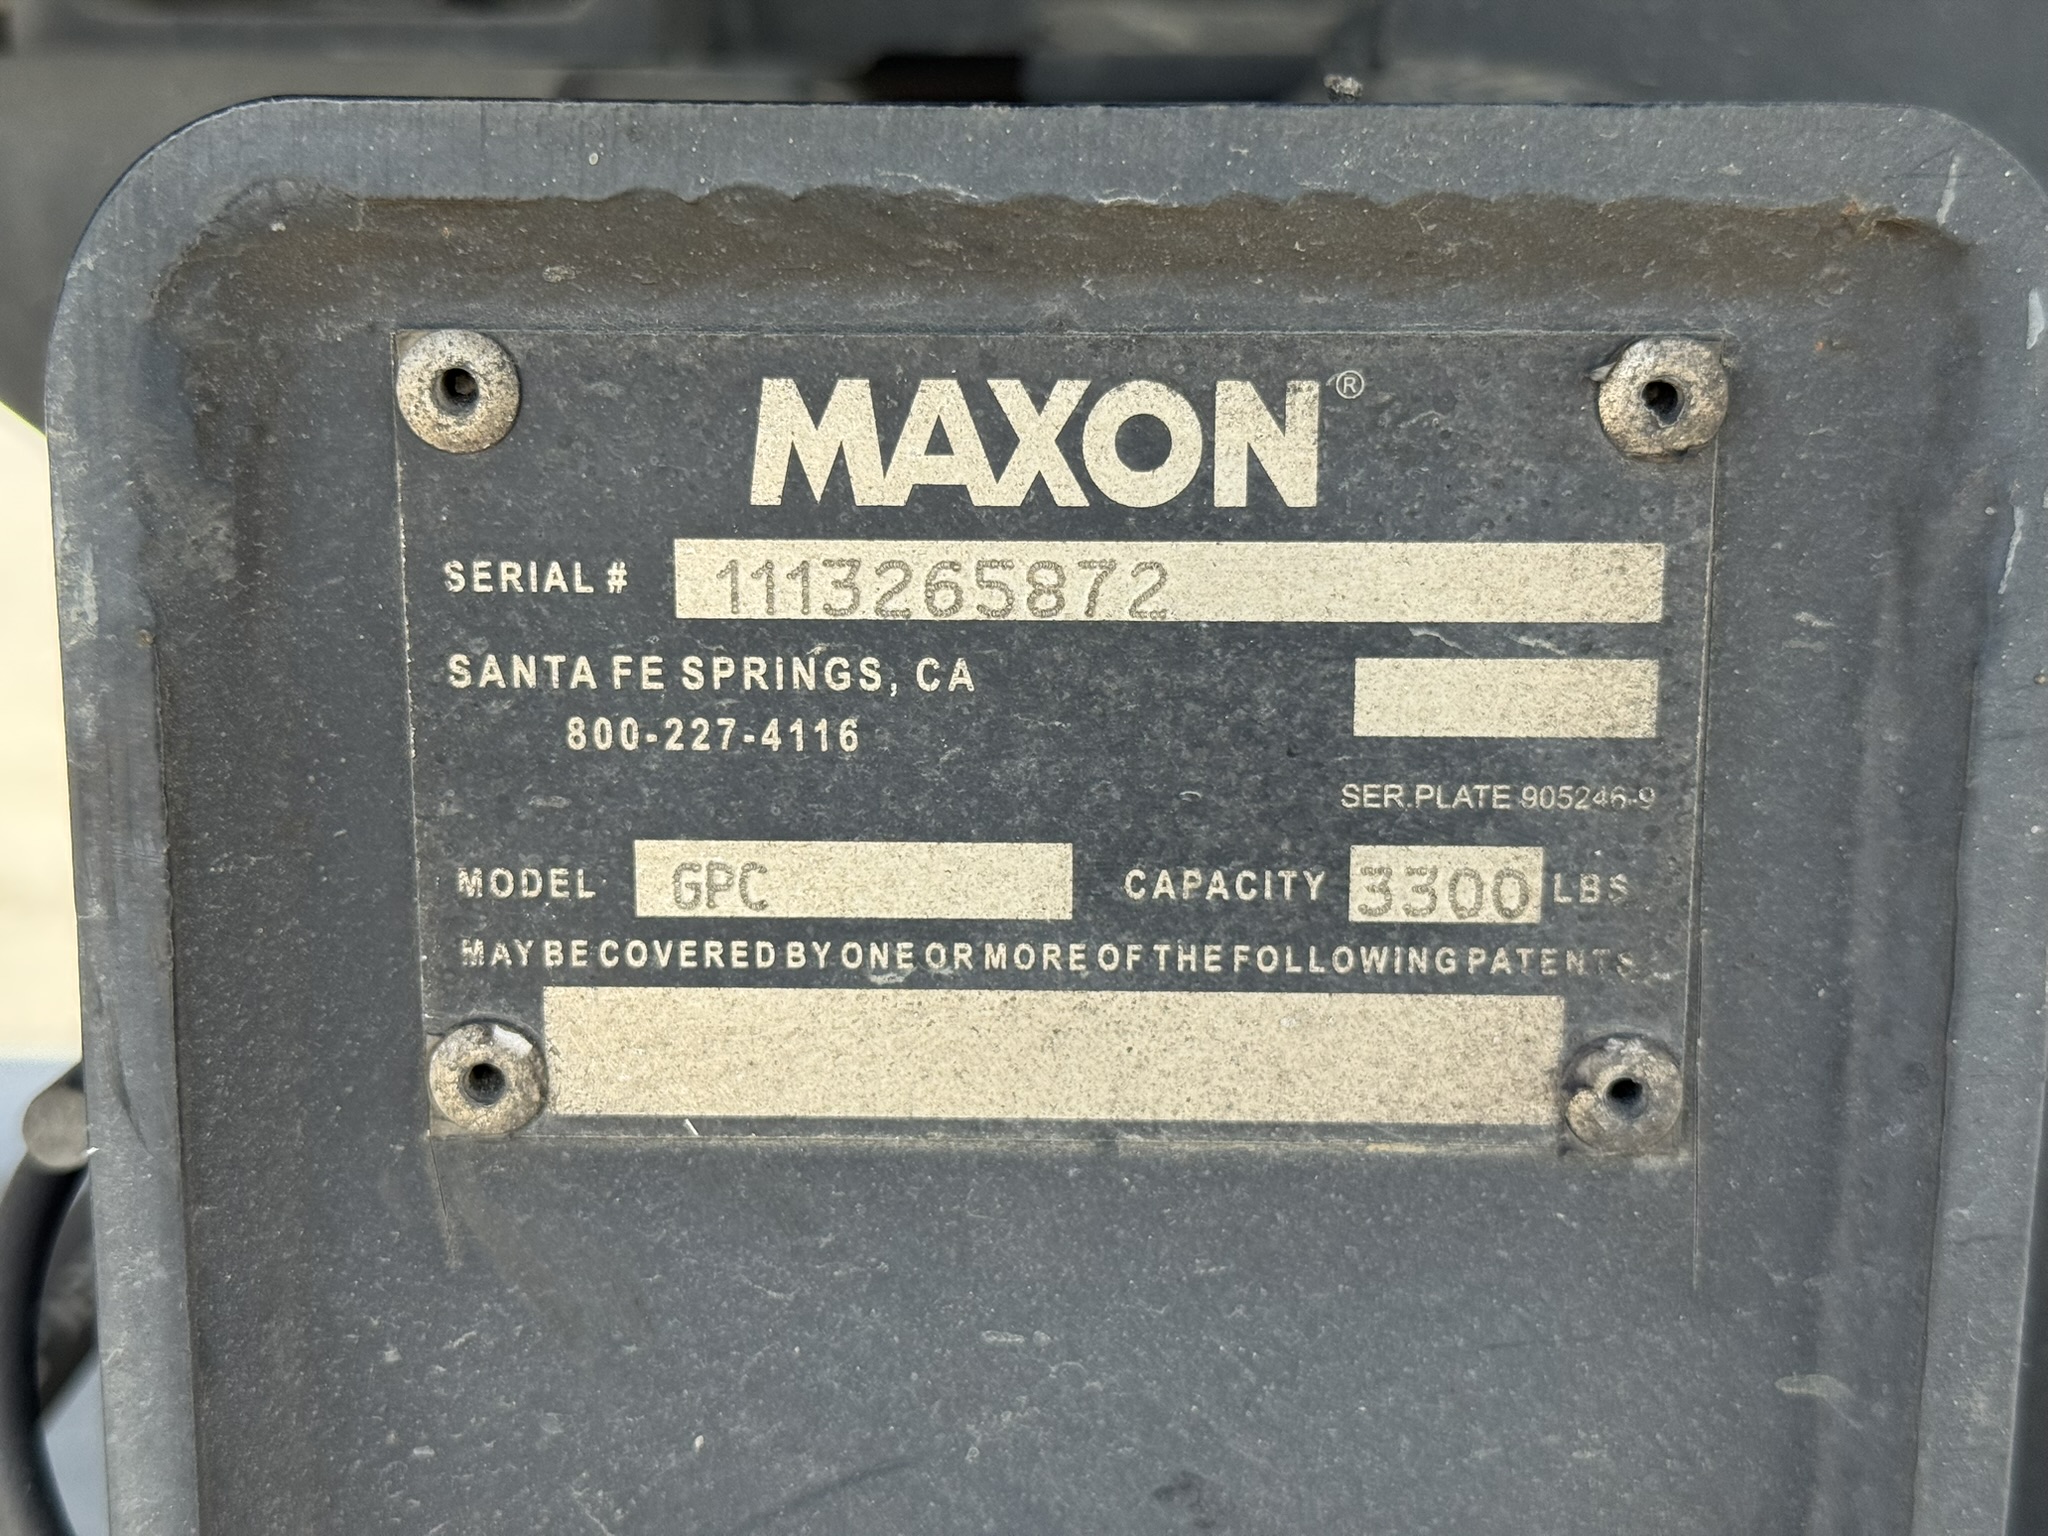 MAXON®
SERIAL # 1113265872
SANTA FE SPRINGS, CA
800-227-4116
SER.PLATE 905246-9
MODEL GPC CAPACITY 3300 LBS
MAY BE COVERED BY ONE OR MORE OF THE FOLLOWING PATENTS